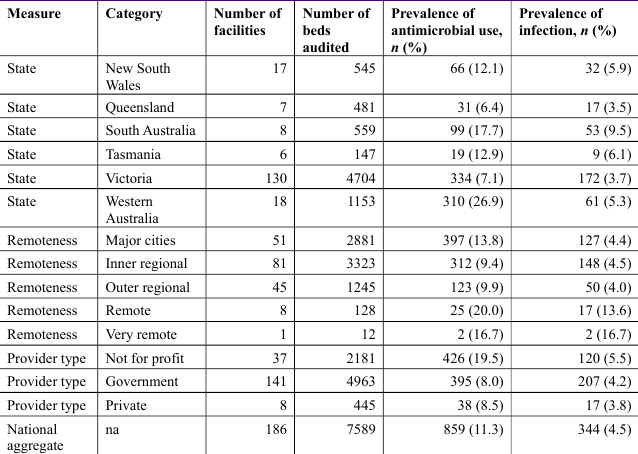 Measure Category Number of facilities Number of beds audited Prevalence of antimicrobial use, n (%) Prevalence of infection, n (%)
State New South Wales 17 545 66 (12.1) 32 (5.9)
State Queensland 7 481 31 (6.4) 17 (3.5)
State South Australia 8 559 99 (17.7) 53 (9.5)
State Tasmania 6 147 19 (12.9) 9 (6.1)
State Victoria 130 4704 334 (7.1) 172 (3.7)
State Western Australia 18 1153 310 (26.9) 61 (5.3)
Remoteness Major cities 51 2881 397 (13.8) 127 (4.4)
Remoteness Inner regional 81 3323 312 (9.4) 148 (4.5)
Remoteness Outer regional 45 1245 123 (9.9) 50 (4.0)
Remoteness Remote 8 128 25 (20.0) 17 (13.6)
Remoteness Very remote 1 12 2 (16.7) 2 (16.7)
Provider type Not for profit 37 2181 426 (19.5) 120 (5.5)
Provider type Government 141 4963 395 (8.0) 207 (4.2)
Provider type Private 8 445 38 (8.5) 17 (3.8)
National aggregate na 186 7589 859 (11.3) 344 (4.5)